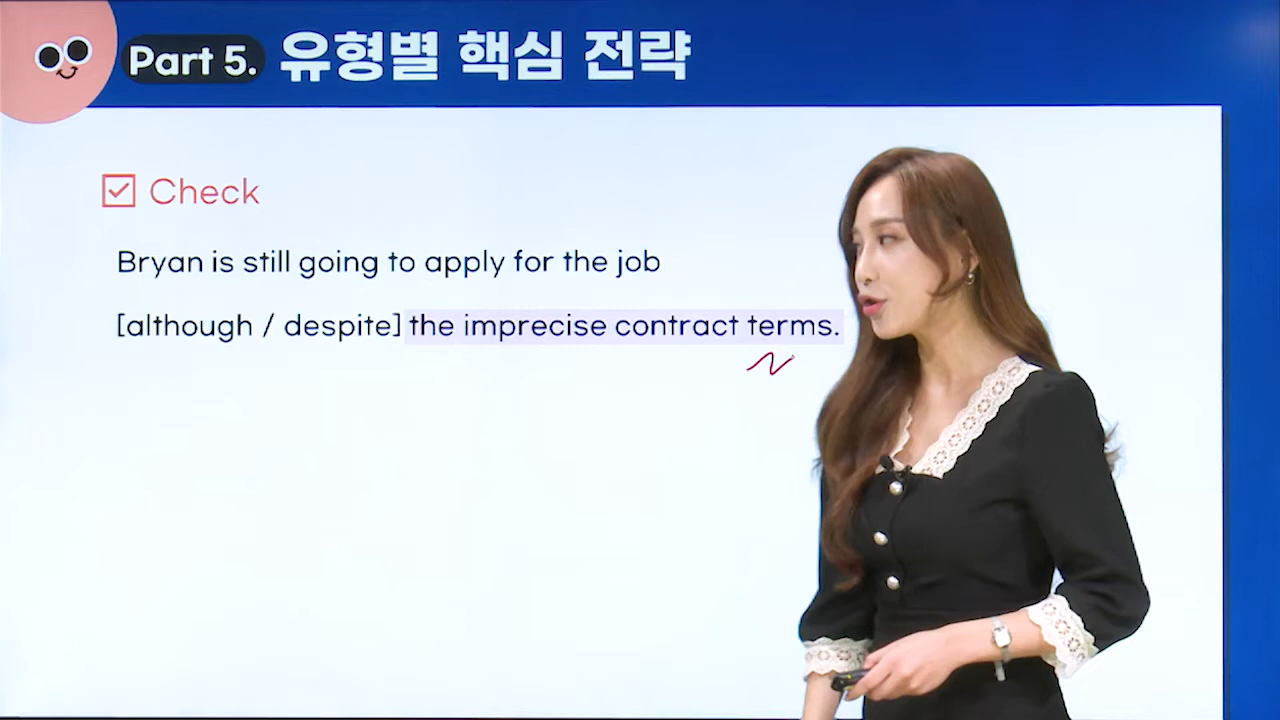 Part 5. 유형별 핵심 전략
Check
Bryan is still going to apply for the job
[although / despite] the imprecise contract terms.
N